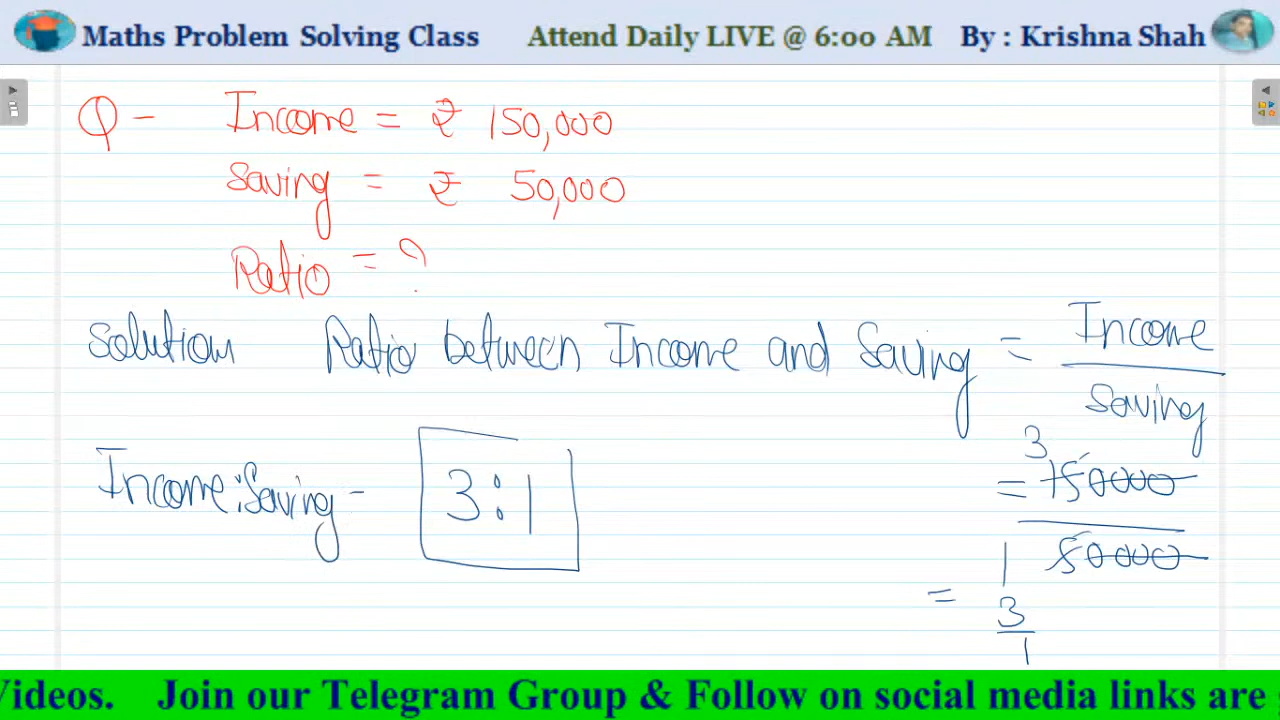 Maths Problem Solving Class Attend Daily LIVE @ 6:00 AM By : Krishna Shah
Q - Income = ₹ 150,000
Saving = ₹ 50,000
Ratio = ?
Solution Ratio between Income and Saving = Income
Saving
3
= 150000
1 50000
Income:Saving - 3:1
= 3
1
Videos. Join our Telegram Group & Follow on social media links are